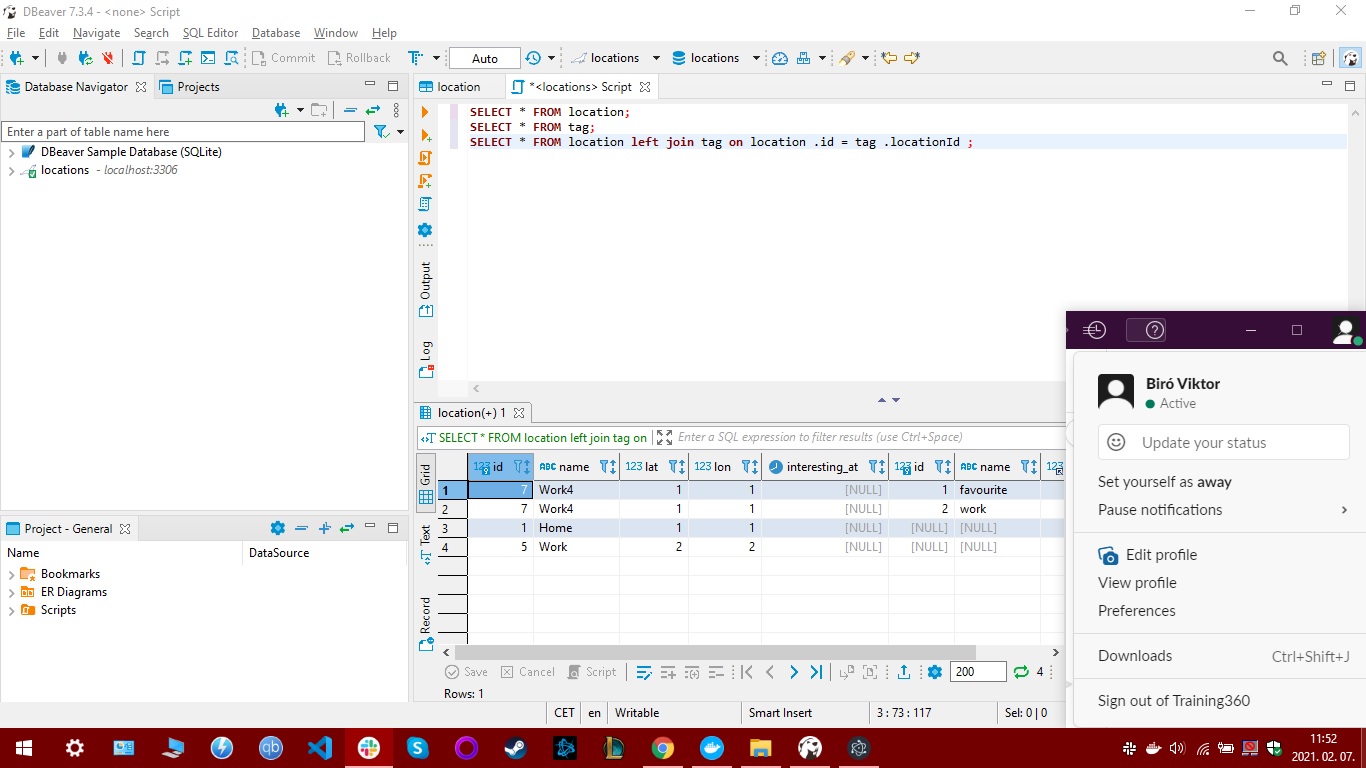 DBeaver 7.3.4 - <none> Script
File Edit Navigate Search SQL Editor Database Window Help
Commit Rollback Auto locations locations
Database Navigator Projects
Enter a part of table name here
DBeaver Sample Database (SQLite)
locations - localhost:3306
location *<locations> Script
SELECT * FROM location;
SELECT * FROM tag;
SELECT * FROM location left join tag on location .id = tag .locationId ;
Output
Log
location(+) 1
SELECT * FROM location left join tag on Enter a SQL expression to filter results (use Ctrl+Space)
Grid
Text
Record
123 id ABC name 123 lat 123 lon interesting_at 123 id ABC name 123
1 7 Work4 1 1 [NULL] 1 favourite
2 7 Work4 1 1 [NULL] 2 work
3 1 Home 1 1 [NULL] [NULL] [NULL]
4 5 Work 2 2 [NULL] [NULL] [NULL]
Save Cancel Script 200 4
Rows: 1
CET en Writable Smart Insert 3 : 73 : 117 Sel: 0 | 0
Project - General
Name DataSource
Bookmarks
ER Diagrams
Scripts
Biró Viktor
Active
Update your status
Set yourself as away
Pause notifications
Edit profile
View profile
Preferences
Downloads Ctrl+Shift+J
Sign out of Training360
qb
11:52
2021. 02. 07.